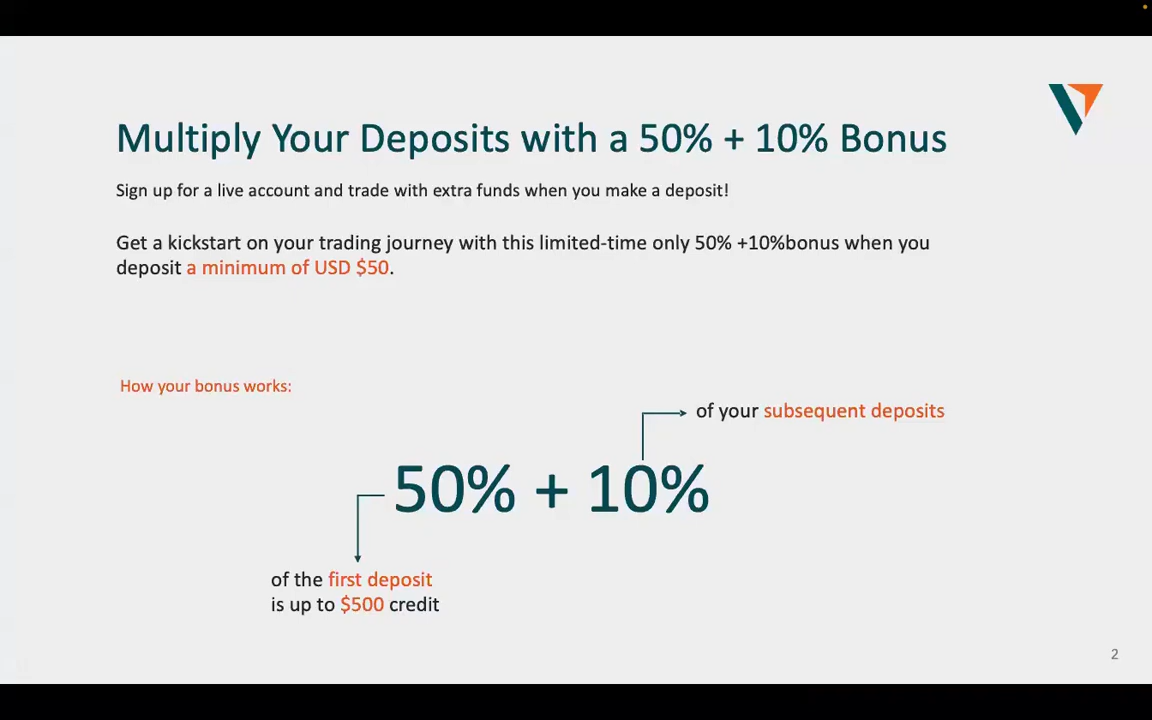 Multiply Your Deposits with a 50% + 10% Bonus
Sign up for a live account and trade with extra funds when you make a deposit!
Get a kickstart on your trading journey with this limited-time only 50% +10%bonus when you
deposit a minimum of USD $50.
How your bonus works:
of your subsequent deposits
50% + 10%
of the first deposit
is up to $500 credit
2